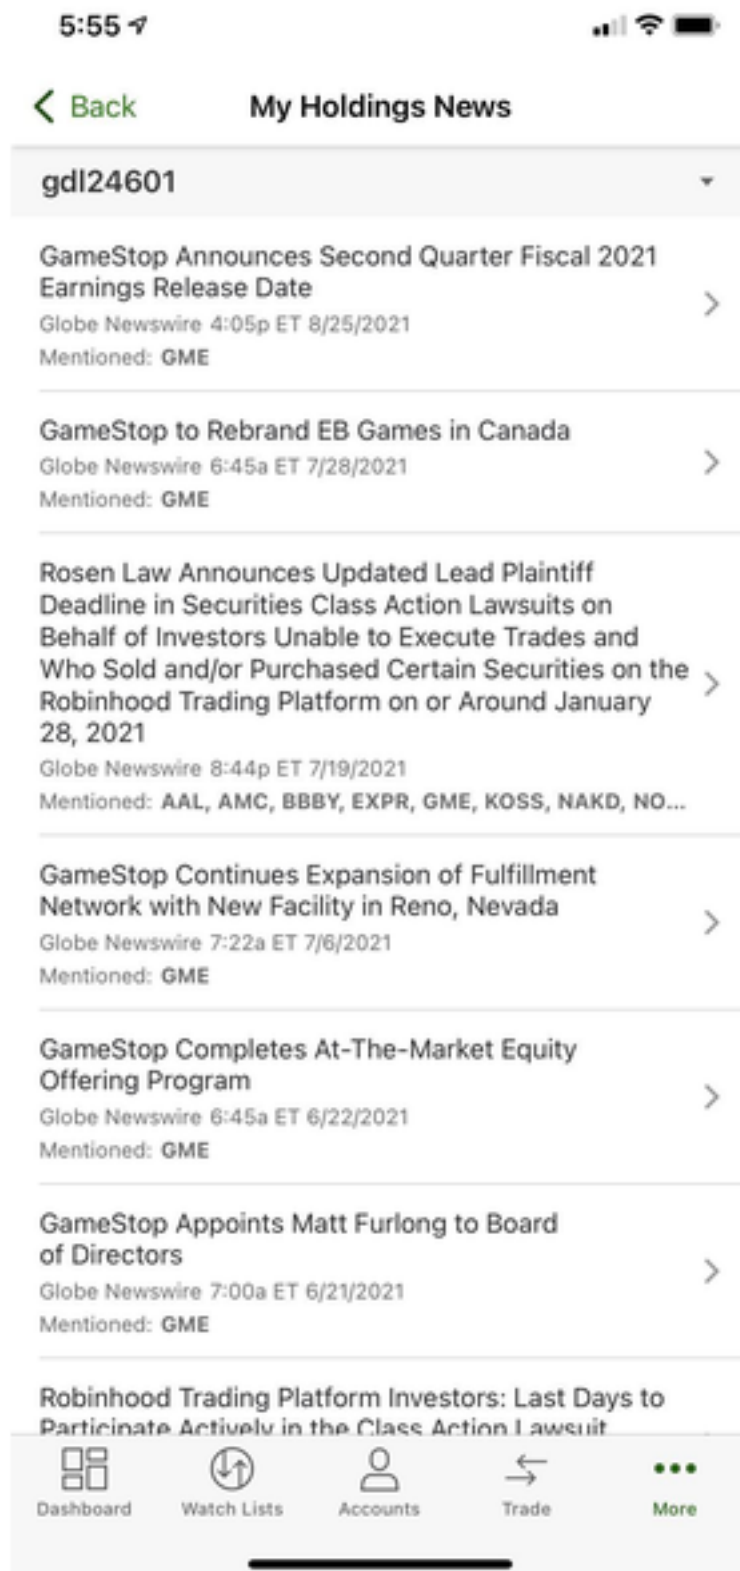 5:55
Back
My Holdings News
gdl24601
GameStop Announces Second Quarter Fiscal 2021
Earnings Release Date
Globe Newswire 4:05p ET 8/25/2021
Mentioned: GME
GameStop to Rebrand EB Games in Canada
Globe Newswire 6:45a ET 7/28/2021
Mentioned: GME
Rosen Law Announces Updated Lead Plaintiff
Deadline in Securities Class Action Lawsuits on
Behalf of Investors Unable to Execute Trades and
Who Sold and/or Purchased Certain Securities on the
Robinhood Trading Platform on or Around January
28, 2021
Globe Newswire 8:44p ET 7/19/2021
Mentioned: AAL, AMC, BBBY, EXPR, GME, KOSS, NAKD, NO...
GameStop Continues Expansion of Fulfillment
Network with New Facility in Reno, Nevada
Globe Newswire 7:22a ET 7/6/2021
Mentioned: GME
GameStop Completes At-The-Market Equity
Offering Program
Globe Newswire 6:45a ET 6/22/2021
Mentioned: GME
GameStop Appoints Matt Furlong to Board
of Directors
Globe Newswire 7:00a ET 6/21/2021
Mentioned: GME
Robinhood Trading Platform Investors: Last Days to
Participate Actively in the Class Action Lawsuit
Dashboard
Watch Lists
Accounts
Trade
More